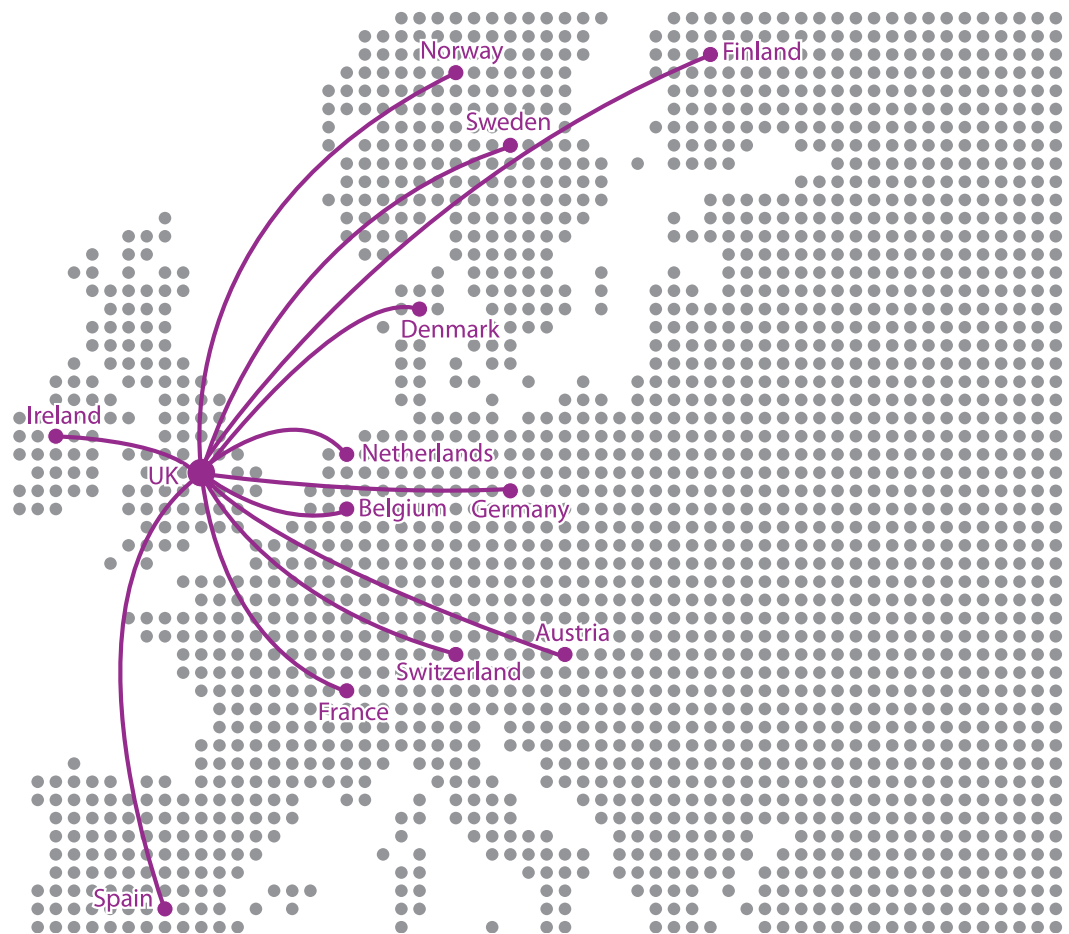 Norway
Finland
Sweden
Denmark
Ireland
Netherlands
UK
Belgium
Germany
Austria
Switzerland
France
Spain